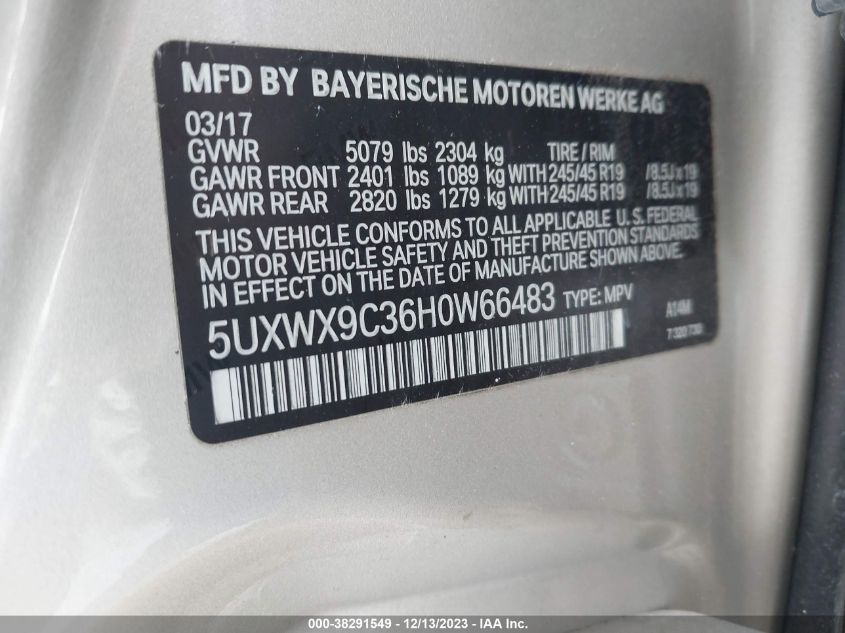 MFD BY BAYERISCHE MOTOREN WERKE AG
03/17
GVWR 5079 lbs 2304 kg TIRE / RIM
GAWR FRONT 2401 lbs 1089 kg WITH 245/45 R19 /8.5J x 19
GAWR REAR 2820 lbs 1279 kg WITH 245/45 R19 /8.5J x 19
THIS VEHICLE CONFORMS TO ALL APPLICABLE U.S. FEDERAL
MOTOR VEHICLE SAFETY AND THEFT PREVENTION STANDARDS
IN EFFECT ON THE DATE OF MANUFACTURE SHOWN ABOVE.
5UXWX9C36H0W66483 TYPE: MPV A14M
7 320 730
000-38291549 - 12/13/2023 - IAA Inc.